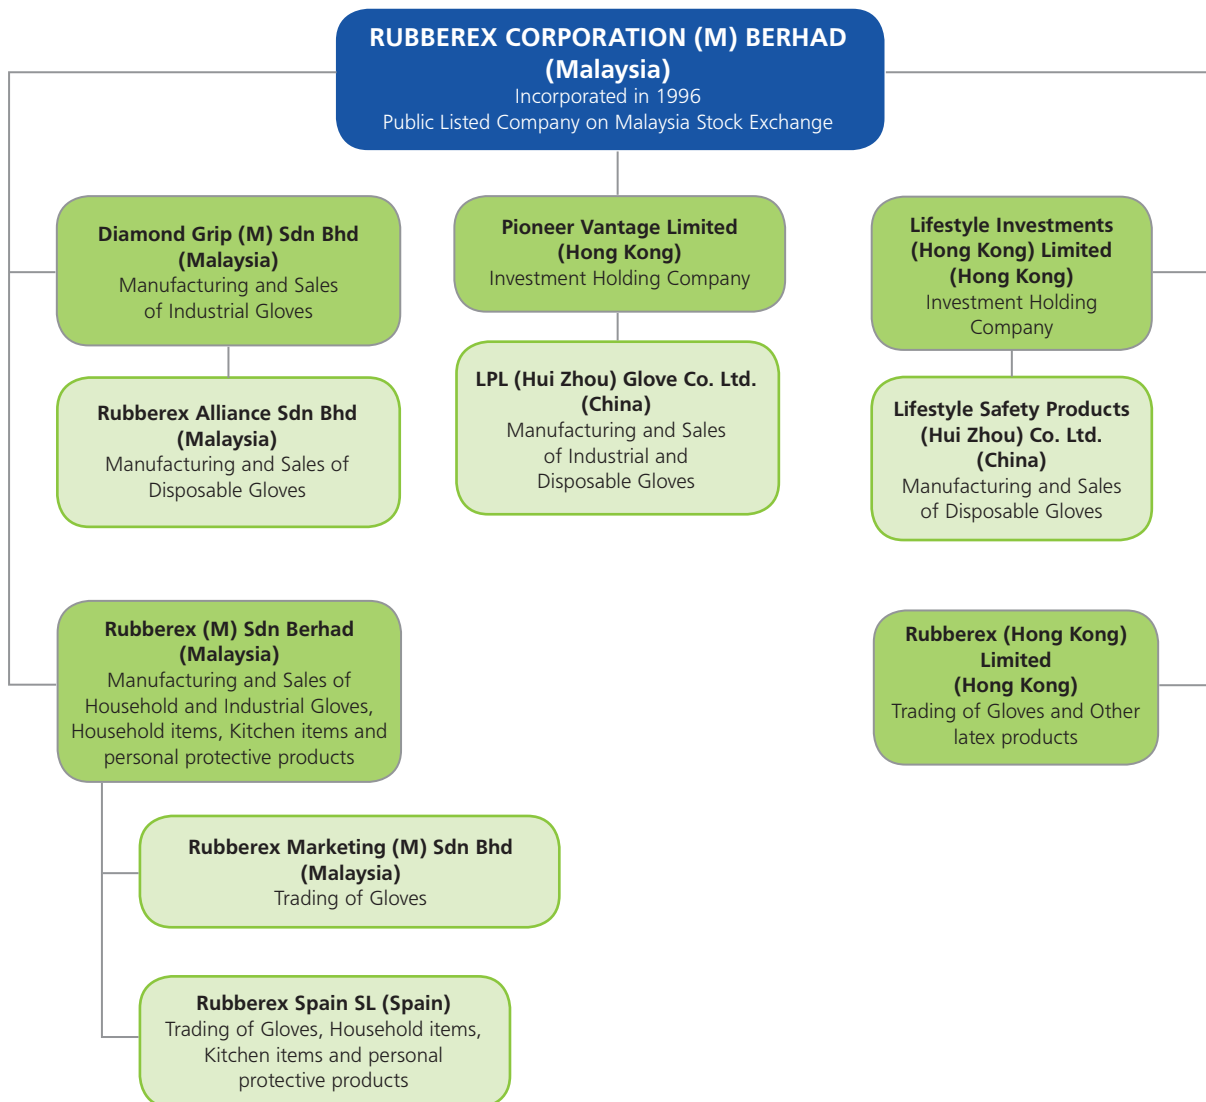 RUBBEREX CORPORATION (M) BERHAD
(Malaysia)
Incorporated in 1996
Public Listed Company on Malaysia Stock Exchange
Diamond Grip (M) Sdn Bhd
(Malaysia)
Manufacturing and Sales
of Industrial Gloves
Pioneer Vantage Limited
(Hong Kong)
Investment Holding Company
Lifestyle Investments
(Hong Kong) Limited
(Hong Kong)
Investment Holding
Company
Rubberex Alliance Sdn Bhd
(Malaysia)
Manufacturing and Sales of
Disposable Gloves
LPL (Hui Zhou) Glove Co. Ltd.
(China)
Manufacturing and Sales
of Industrial and
Disposable Gloves
Lifestyle Safety Products
(Hui Zhou) Co. Ltd.
(China)
Manufacturing and Sales
of Disposable Gloves
Rubberex (M) Sdn Berhad
(Malaysia)
Manufacturing and Sales of
Household and Industrial Gloves,
Household items, Kitchen items and
personal protective products
Rubberex (Hong Kong)
Limited
(Hong Kong)
Trading of Gloves and Other
latex products
Rubberex Marketing (M) Sdn Bhd
(Malaysia)
Trading of Gloves
Rubberex Spain SL (Spain)
Trading of Gloves, Household items,
Kitchen items and personal
protective products